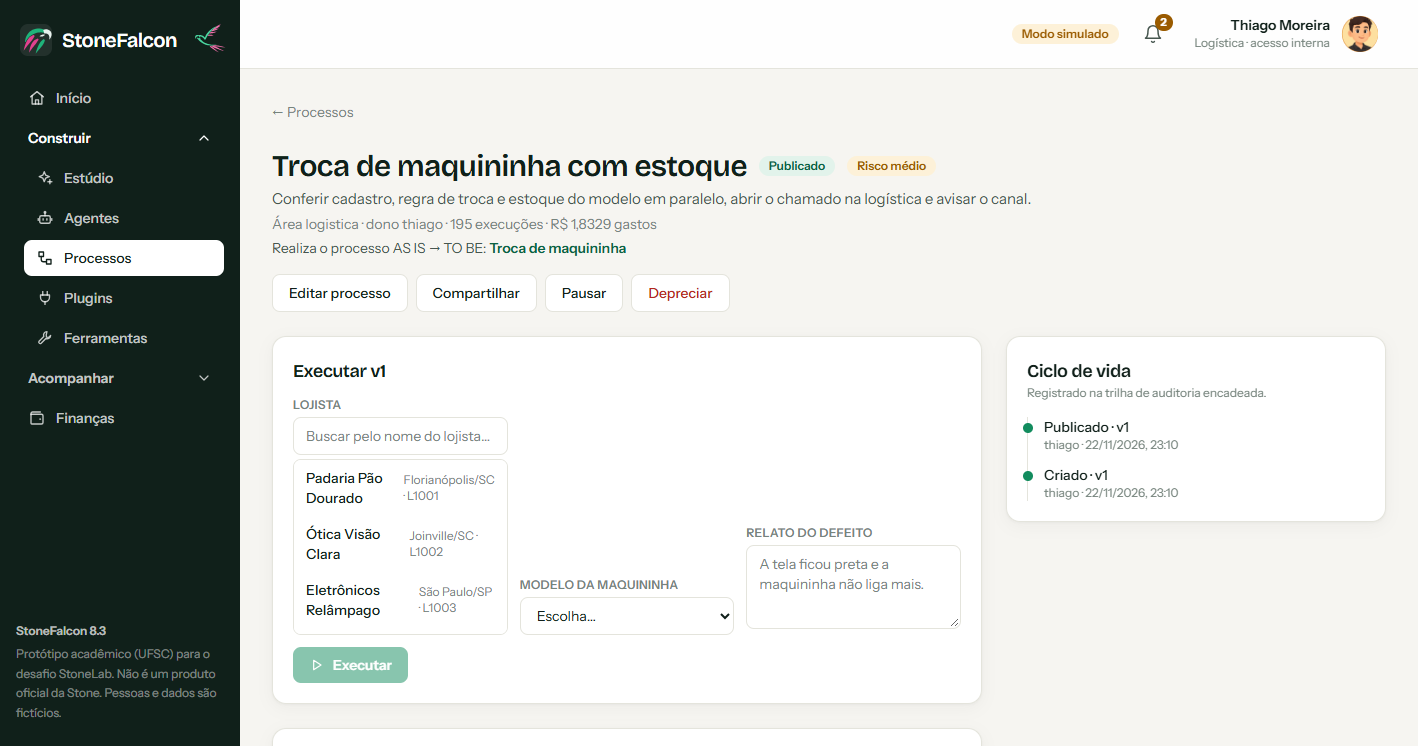 StoneFalcon
Modo simulado
2
Thiago Moreira
Logística · acesso interna
Início
Construir
Estúdio
Agentes
Processos
Plugins
Ferramentas
Acompanhar
Finanças
StoneFalcon 8.3
Protótipo acadêmico (UFSC) para o
desafio StoneLab. Não é um produto
oficial da Stone. Pessoas e dados são
fictícios.
← Processos
Troca de maquininha com estoque
Publicado
Risco médio
Conferir cadastro, regra de troca e estoque do modelo em paralelo, abrir o chamado na logística e avisar o canal.
Área logistica · dono thiago · 195 execuções · R$ 1,8329 gastos
Realiza o processo AS IS → TO BE: Troca de maquininha
Editar processo
Compartilhar
Pausar
Depreciar
Executar v1
LOJISTA
Buscar pelo nome do lojista...
Padaria Pão
Dourado
Florianópolis/SC
· L1001
Ótica Visão
Clara
Joinville/SC ·
L1002
Eletrônicos
Relâmpago
São Paulo/SP
· L1003
MODELO DA MAQUININHA
Escolha...
RELATO DO DEFEITO
A tela ficou preta e a
maquininha não liga mais.
Executar
Ciclo de vida
Registrado na trilha de auditoria encadeada.
Publicado · v1
thiago · 22/11/2026, 23:10
Criado · v1
thiago · 22/11/2026, 23:10